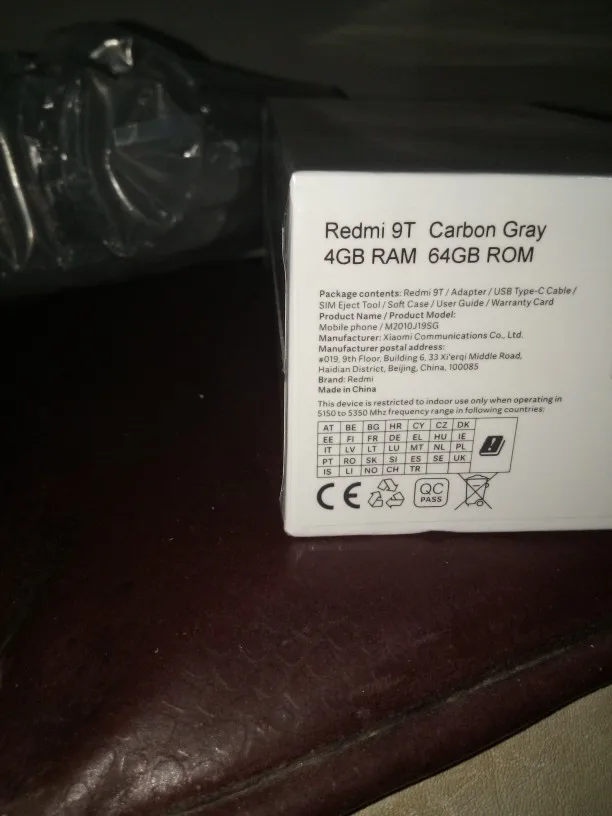 Redmi 9T Carbon Gray
4GB RAM 64GB ROM
Package contents: Redmi 9T / Adapter / USB Type-C Cable /
SIM Eject Tool / Soft Case / User Guide / Warranty Card
Product Name / Product Model:
Mobile phone / M2010J19SG
Manufacturer: Xiaomi Communications Co., Ltd.
Manufacturer postal address:
#019, 9th Floor, Building 6, 33 Xi'erqi Middle Road,
Haidian District, Beijing, China, 100085
Brand: Redmi
Made in China
This device is restricted to indoor use only when operating in
5150 to 5350 Mhz frequency range in following countries:
AT BE BG HR CY CZ DK
EE FI FR DE EL HU IE
IT LV LT LU MT NL PL
PT RO SK SI ES SE UK
IS LI NO CH TR
CE QC
PASS